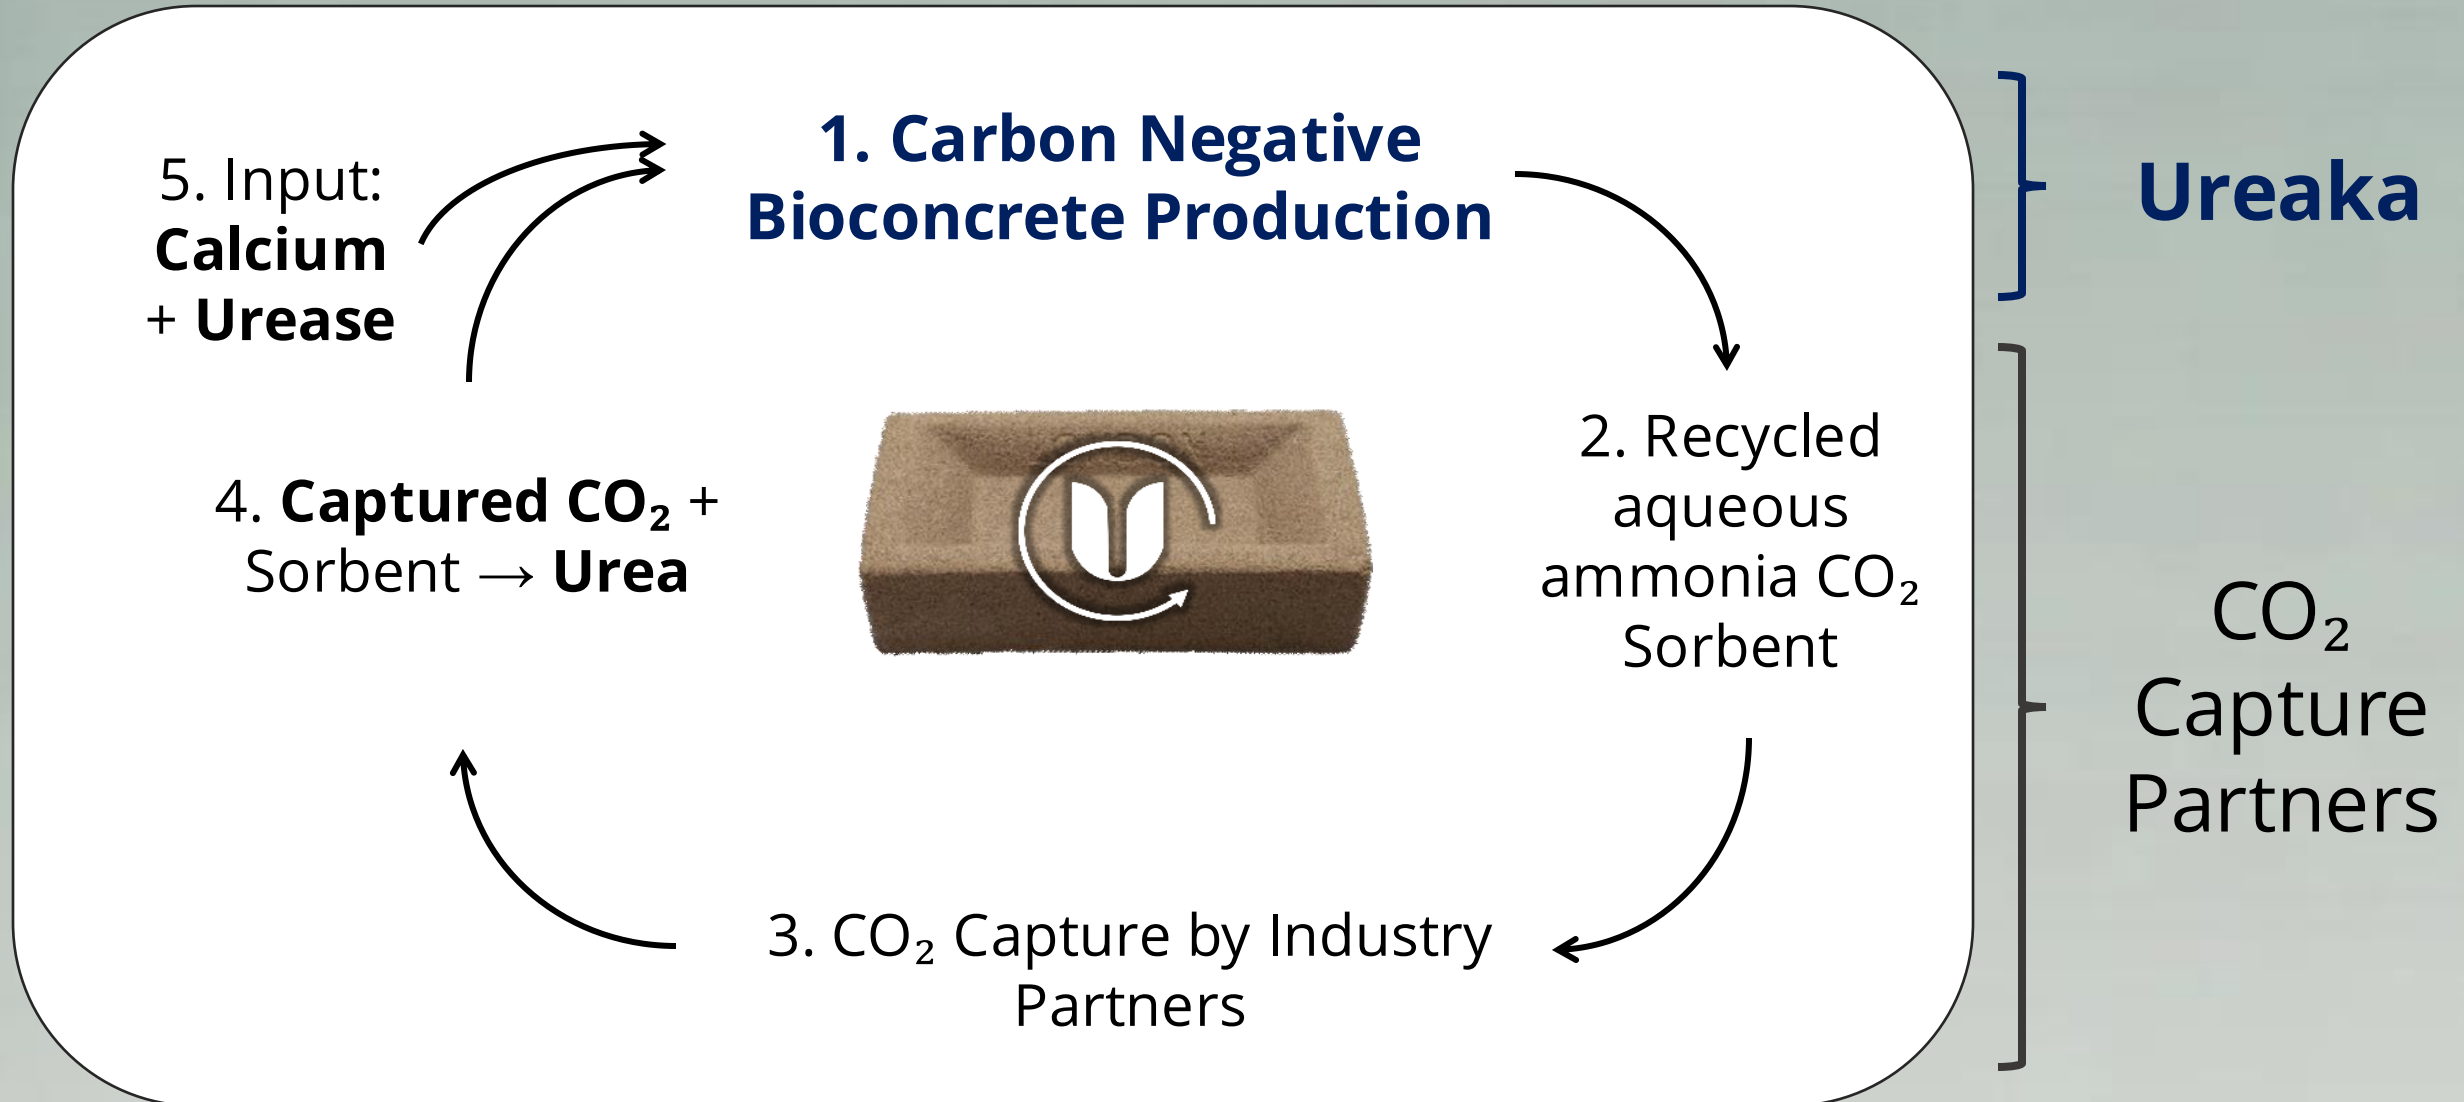 1. Carbon Negative
Bioconcrete Production
2. Recycled
aqueous
ammonia CO₂
Sorbent
3. CO₂ Capture by Industry
Partners
4. Captured CO₂ +
Sorbent → Urea
5. Input:
Calcium
+ Urease
Ureaka
CO₂
Capture
Partners